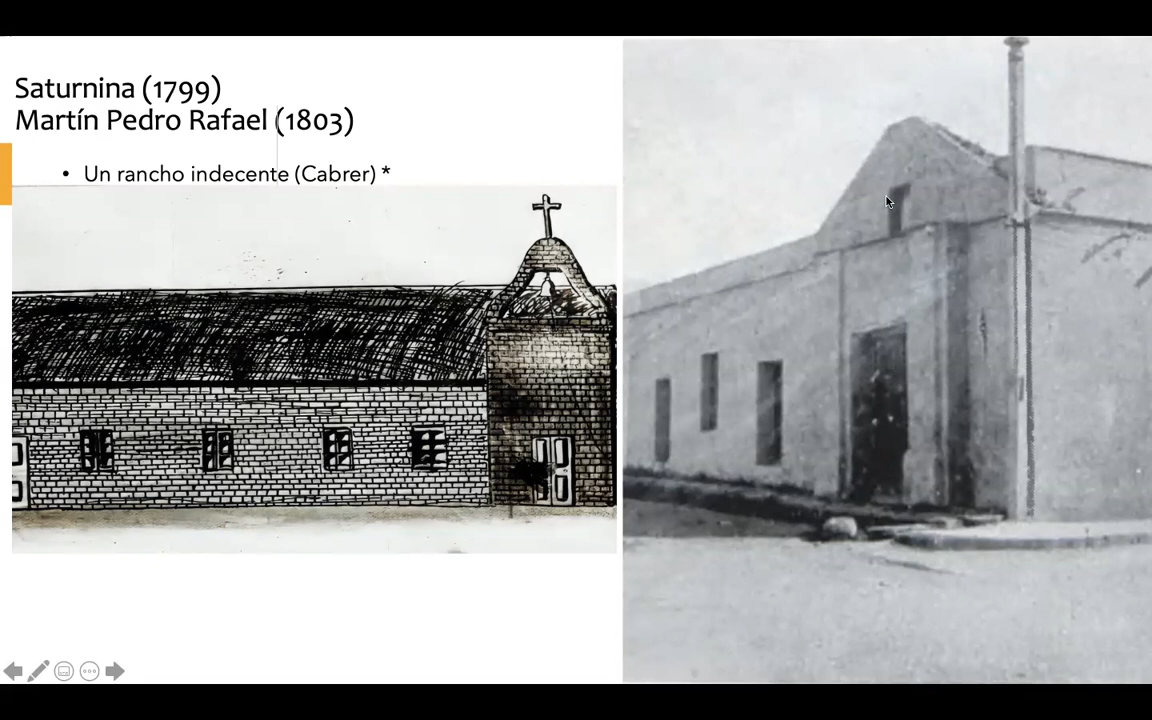 Saturnina (1799)
Martín Pedro Rafael (1803)
• Un rancho indecente (Cabrer) *